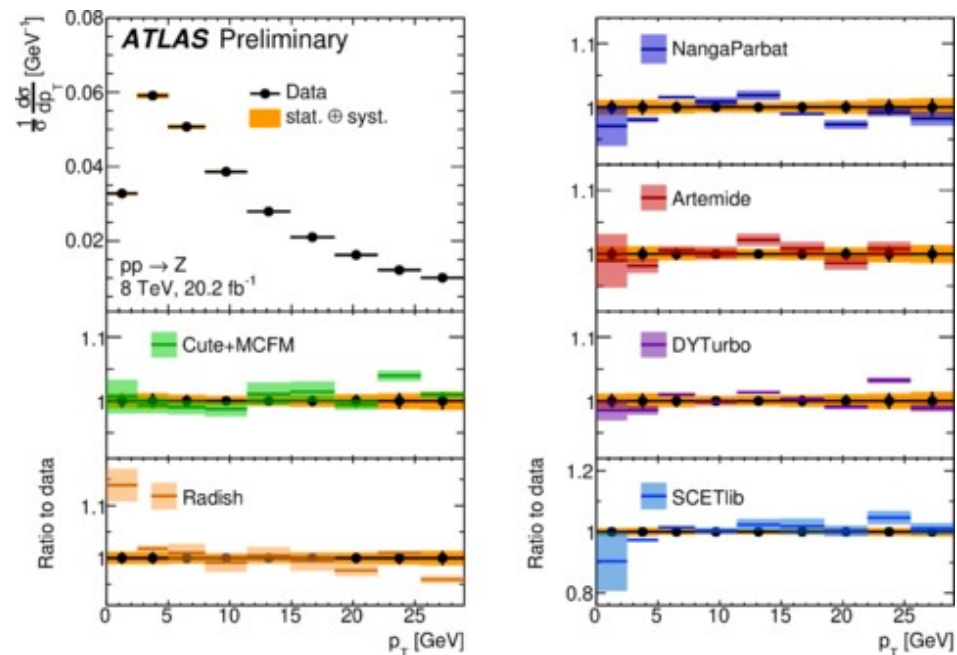 0.08
ATLAS Preliminary
1/σ dσ/dp_T [GeV⁻¹]
0.06
Data
stat. ⊕ syst.
0.04
0.02
pp → Z
8 TeV, 20.2 fb⁻¹
1.1
Cute+MCFM
1
Ratio to data
Radish
1.1
1
0 5 10 15 20 25
p_T [GeV]
1.1
NangaParbat
1
1.1
Artemide
1
1.1
DYTurbo
1
Ratio to data
1.2
SCETlib
1
0.8
0 5 10 15 20 25
p_T [GeV]